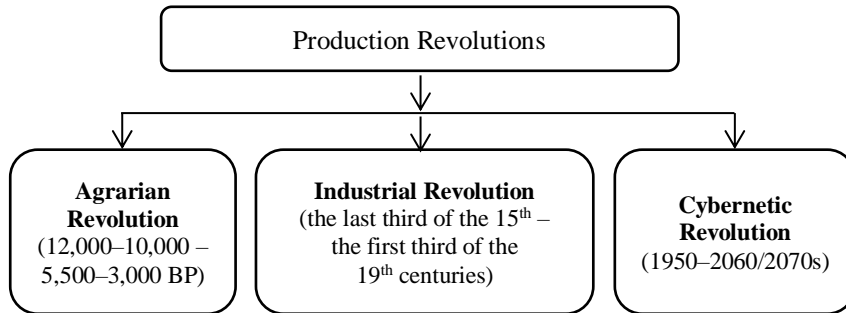 Production Revolutions
Agrarian
Revolution
(12,000–10,000 –
5,500–3,000 BP)
Industrial Revolution
(the last third of the 15th –
the first third of the
19th centuries)
Cybernetic
Revolution
(1950–2060/2070s)